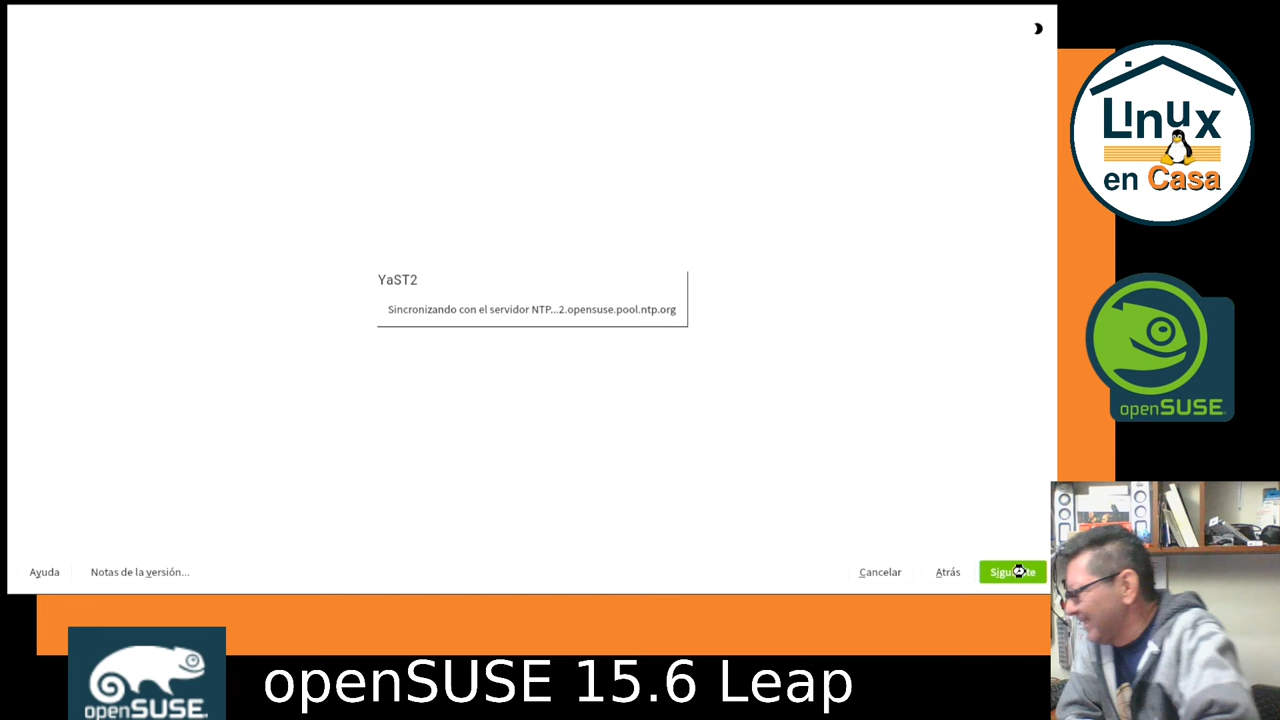 Linux
en Casa
YaST2
Sincronizando con el servidor NTP...2.opensuse.pool.ntp.org
openSUSE
Ayuda
Notas de la versión...
Cancelar
Atrás
openSUSE
openSUSE 15.6 Leap